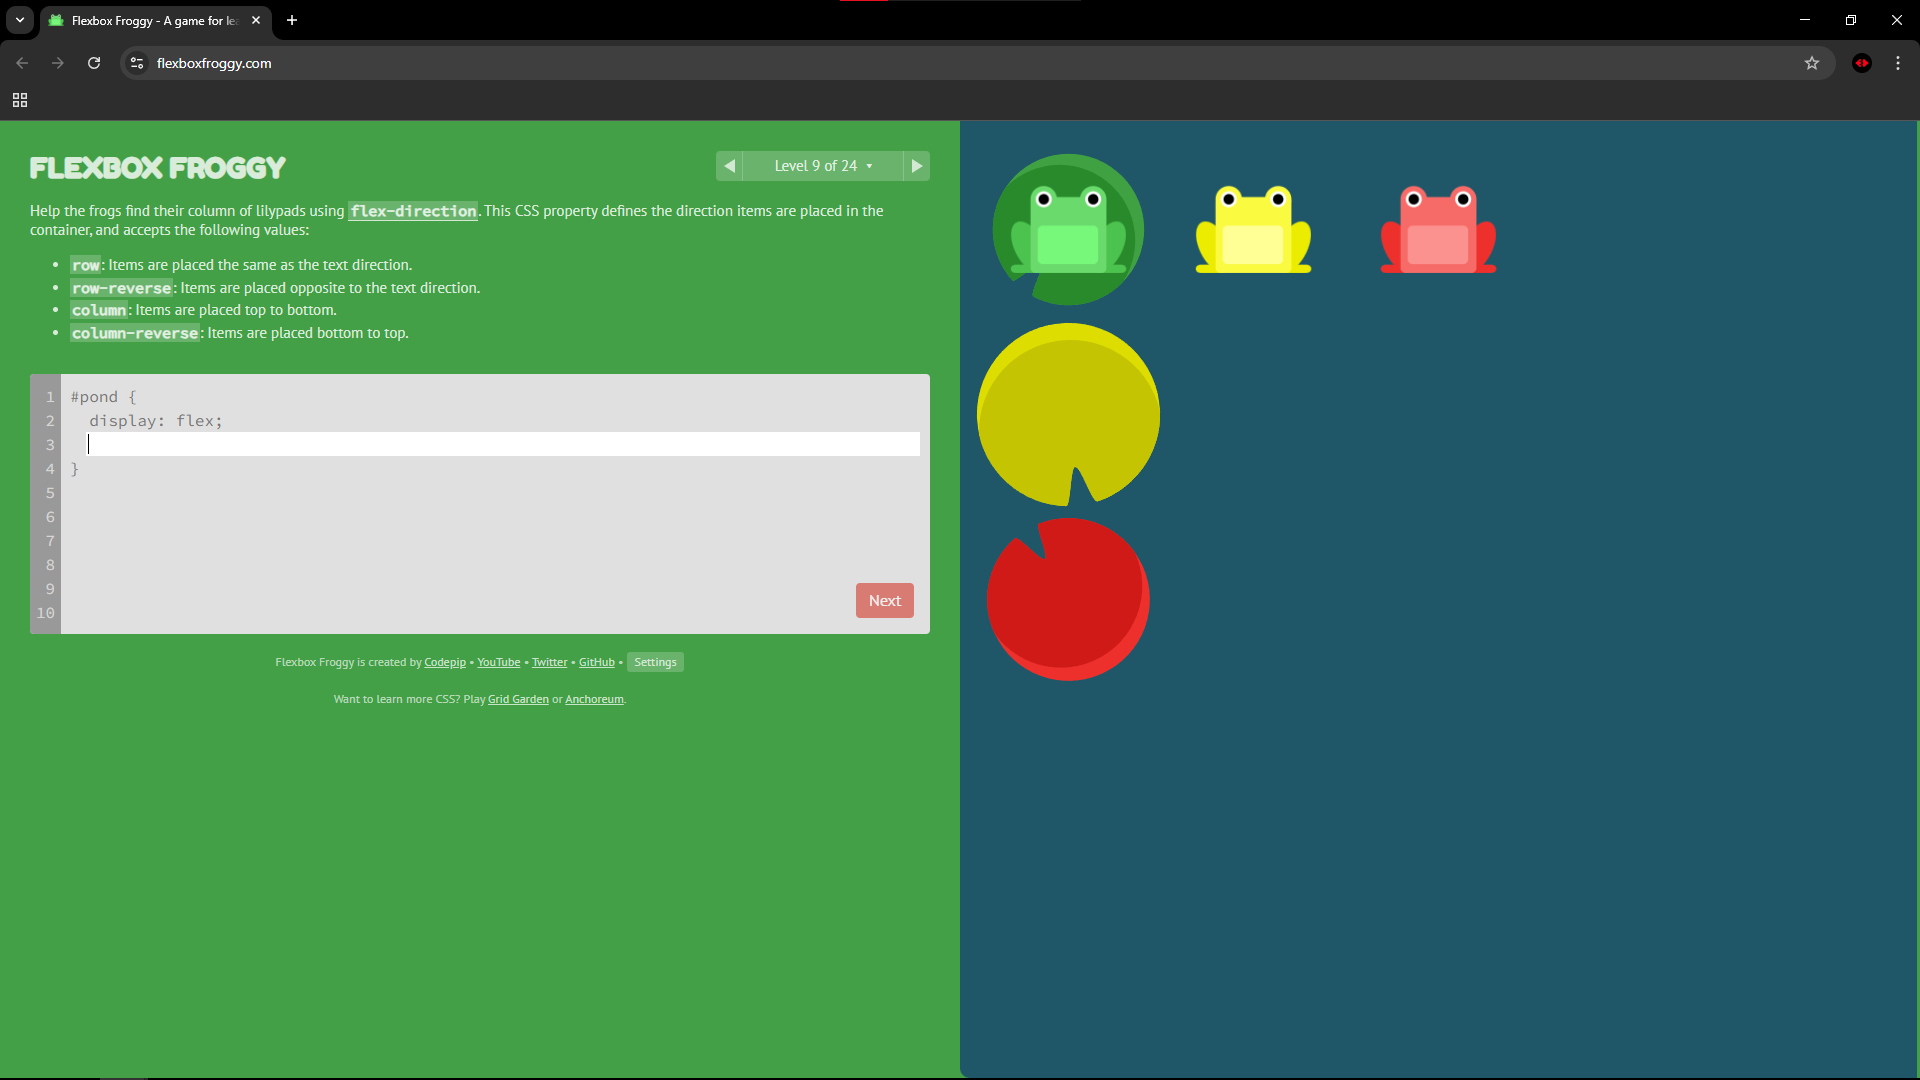 Flexbox Froggy - A game for le
flexboxfroggy.com
FLEXBOX FROGGY
Level 9 of 24
Help the frogs find their column of lilypads using flex-direction. This CSS property defines the direction items are placed in the
container, and accepts the following values:
• row: Items are placed the same as the text direction.
• row-reverse: Items are placed opposite to the text direction.
• column: Items are placed top to bottom.
• column-reverse: Items are placed bottom to top.
1 #pond {
2 display: flex;
3
4 }
5
6
7
8
9
10
Next
Flexbox Froggy is created by Codepip • YouTube • Twitter • GitHub • Settings
Want to learn more CSS? Play Grid Garden or Anchoreum.